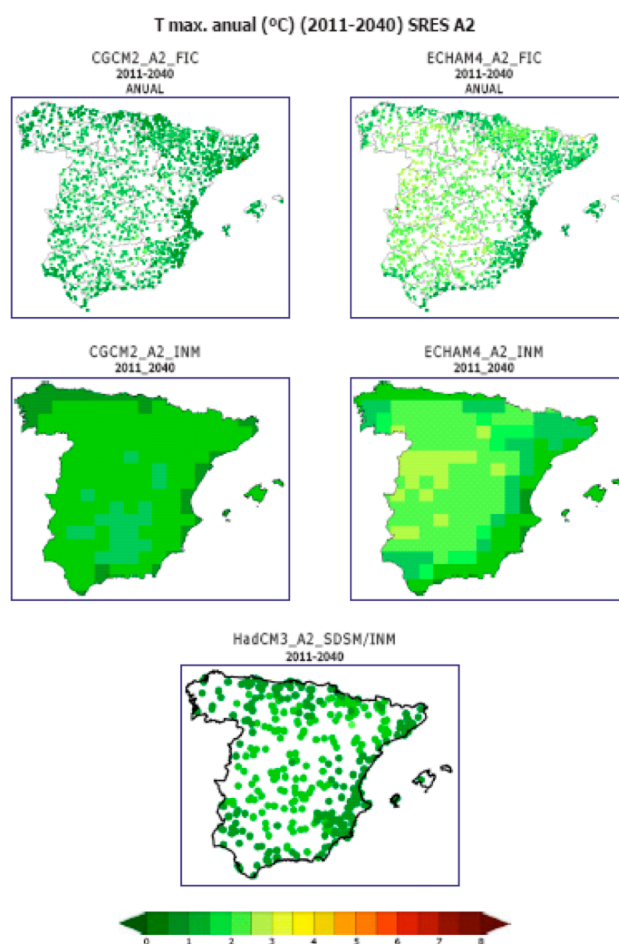 T max. anual (ºC) (2011-2040) SRES A2
CGCM2_A2_FIC
2011-2040
ANUAL
ECHAM4_A2_FIC
2011-2040
ANUAL
CGCM2_A2_INM
2011_2040
ECHAM4_A2_INM
2011_2040
HadCM3_A2_SDSM/INM
2011-2040
0 1 2 3 4 5 6 7 8